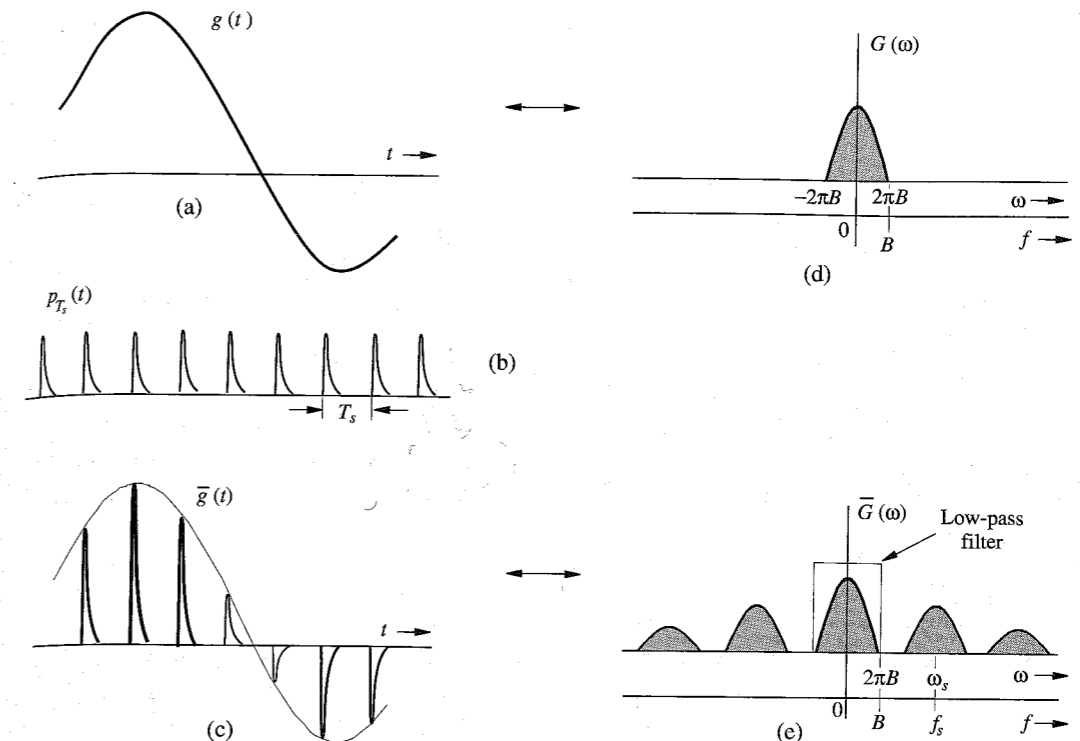 g(t)
t
(a)
G(ω)
−2πB 2πB ω
0 B f
(d)
p_{T_s}(t)
(b)
T_s
g̅(t)
t
(c)
G̅(ω)
Low-pass
filter
2πB ω_s ω
0 B f_s f
(e)